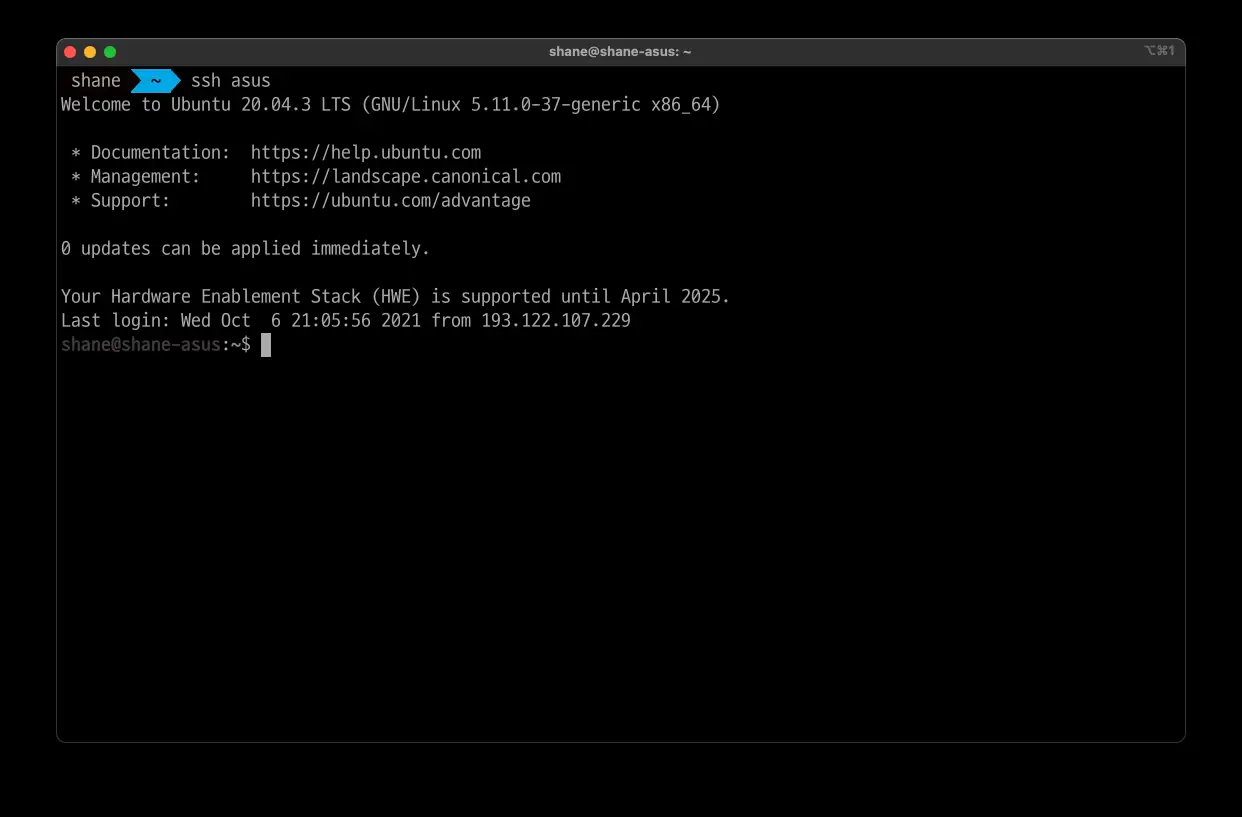 shane@shane-asus: ~ ⌥⌘1
shane ~ ssh asus
Welcome to Ubuntu 20.04.3 LTS (GNU/Linux 5.11.0-37-generic x86_64)
* Documentation:  https://help.ubuntu.com
* Management:     https://landscape.canonical.com
* Support:        https://ubuntu.com/advantage
0 updates can be applied immediately.
Your Hardware Enablement Stack (HWE) is supported until April 2025.
Last login: Wed Oct  6 21:05:56 2021 from 193.122.107.229
shane@shane-asus:~$